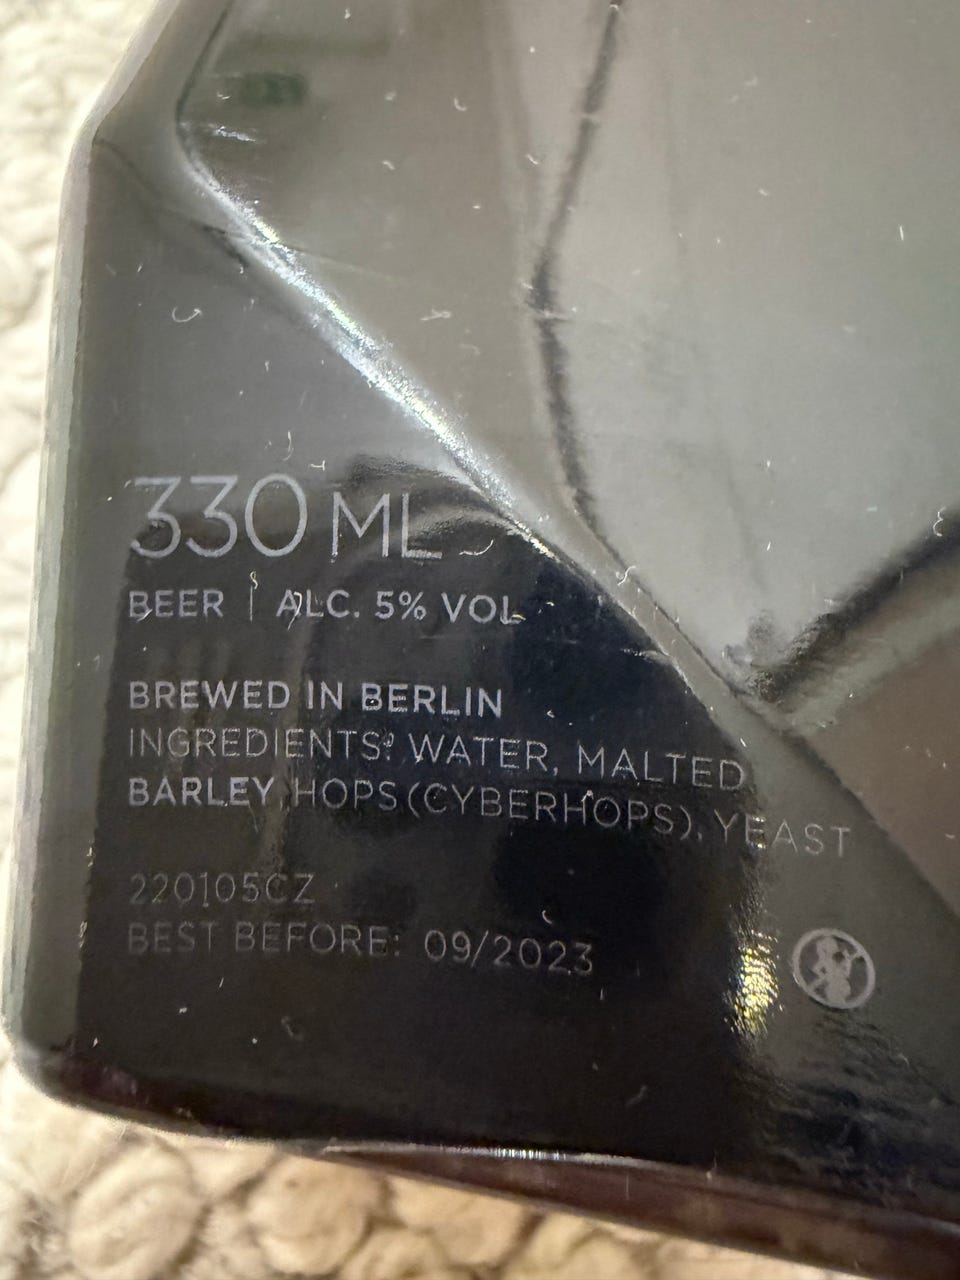 330 ML
BEER | ALC. 5% VOL
BREWED IN BERLIN
INGREDIENTS: WATER, MALTED
BARLEY, HOPS (CYBERHOPS), YEAST
220105CZ
BEST BEFORE: 09/2023